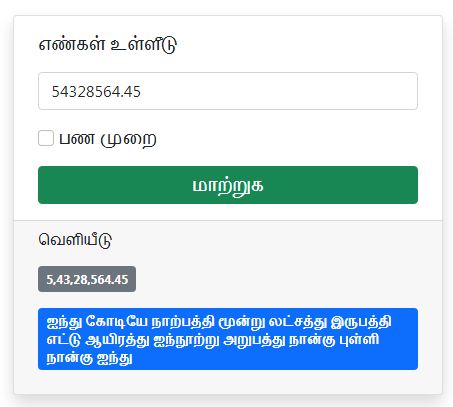 எண்கள் உள்ளீடு
54328564.45
பண முறை
மாற்றுக
வெளியீடு
5,43,28,564.45
ஐந்து கோடியே நாற்பத்தி மூன்று லட்சத்து இருபத்தி
எட்டு ஆயிரத்து ஐந்நூற்று அறுபத்து நான்கு புள்ளி
நான்கு ஐந்து